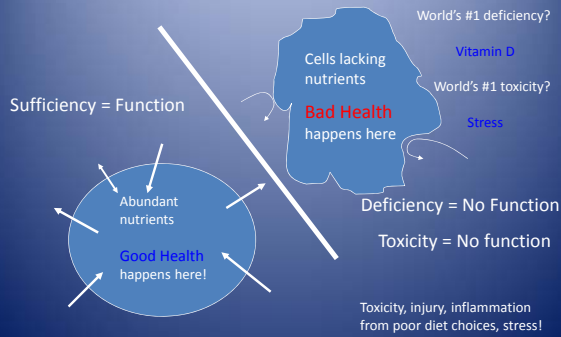 Sufficiency = Function
Abundant
nutrients
Good Health
happens here!
Cells lacking
nutrients
Bad Health
happens here
World's #1 deficiency?
Vitamin D
World's #1 toxicity?
Stress
Deficiency = No Function
Toxicity = No function
Toxicity, injury, inflammation
from poor diet choices, stress!